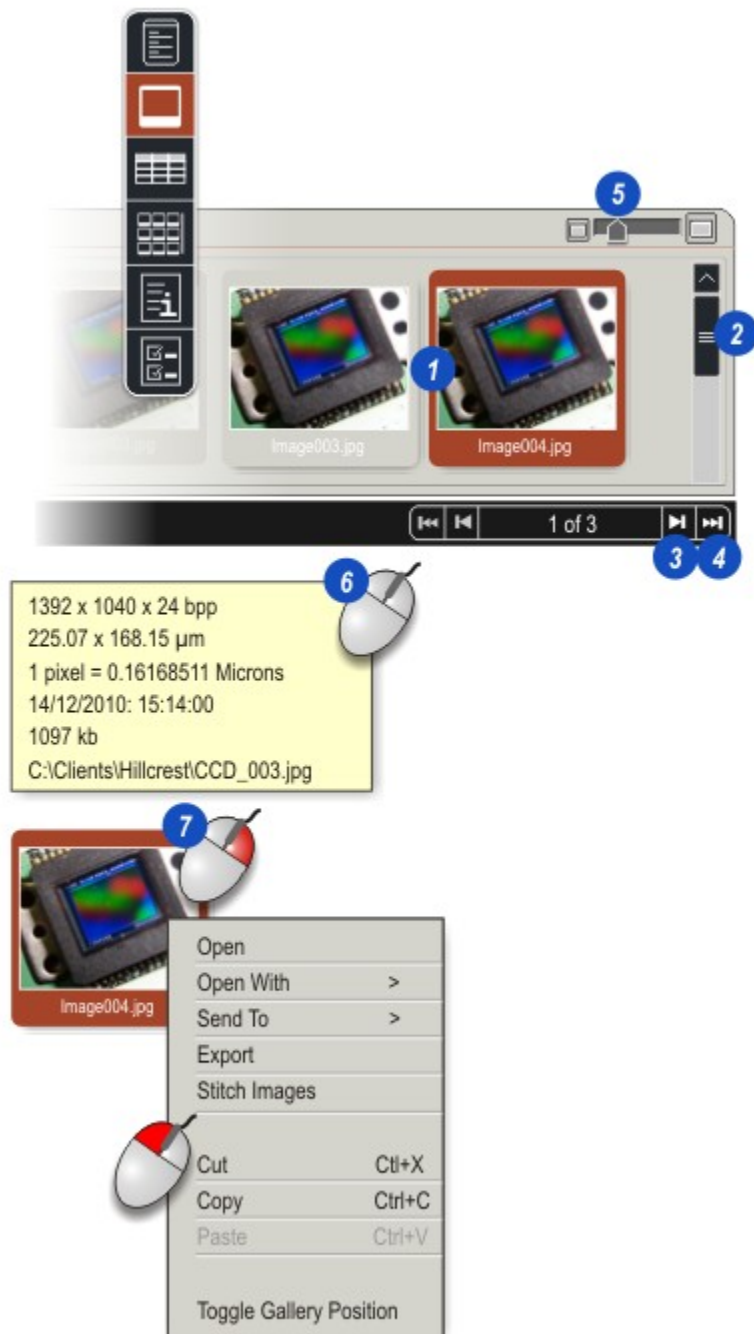 5
2
1
Image003.jpg
Image004.jpg
1 of 3
3
4
6
1392 x 1040 x 24 bpp
225.07 x 168.15 µm
1 pixel = 0.16168511 Microns
14/12/2010: 15:14:00
1097 kb
C:\Clients\Hillcrest\CCD_003.jpg
7
Image004.jpg
Open
Open With >
Send To >
Export
Stitch Images
Cut Ctl+X
Copy Ctrl+C
Paste Ctrl+V
Toggle Gallery Position